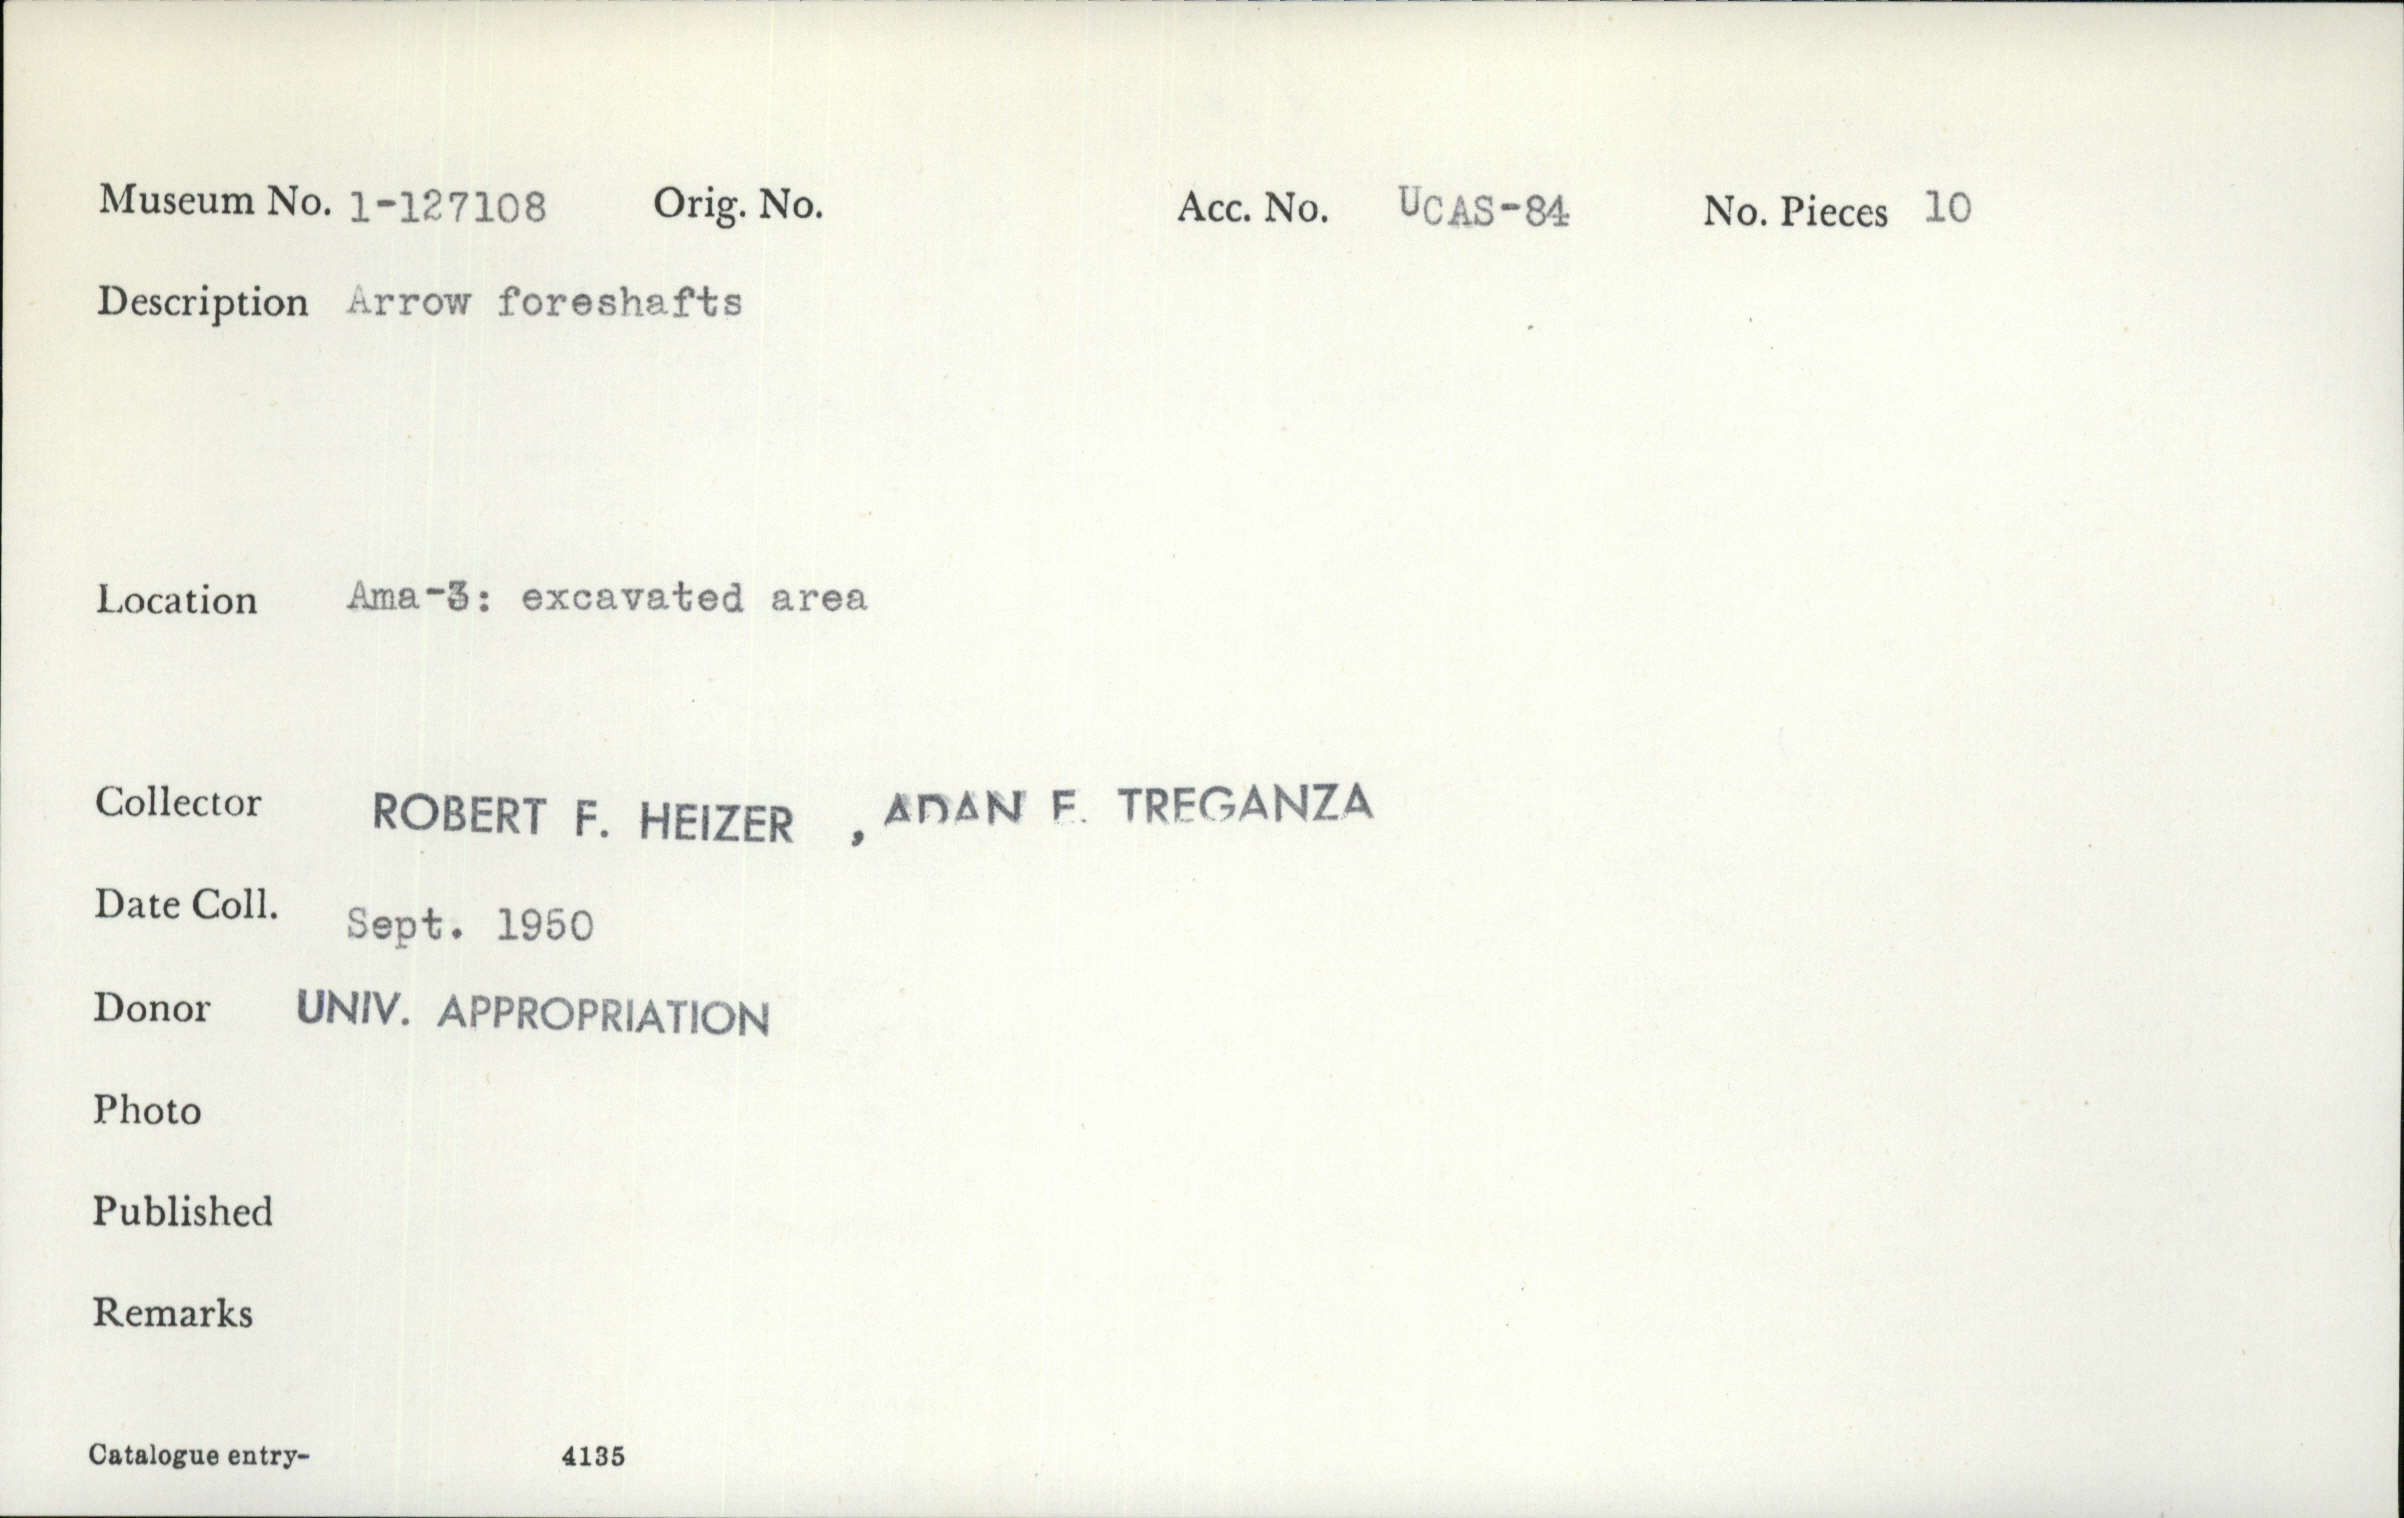 Museum No. 1-127108 Orig. No. Acc. No. UCAS-84 No. Pieces 10
Description Arrow foreshafts
Location Ama-3: excavated area
Collector ROBERT F. HEIZER , ADAN E. TREGANZA
Date Coll. Sept. 1950
Donor UNIV. APPROPRIATION
Photo
Published
Remarks
Catalogue entry- 4135